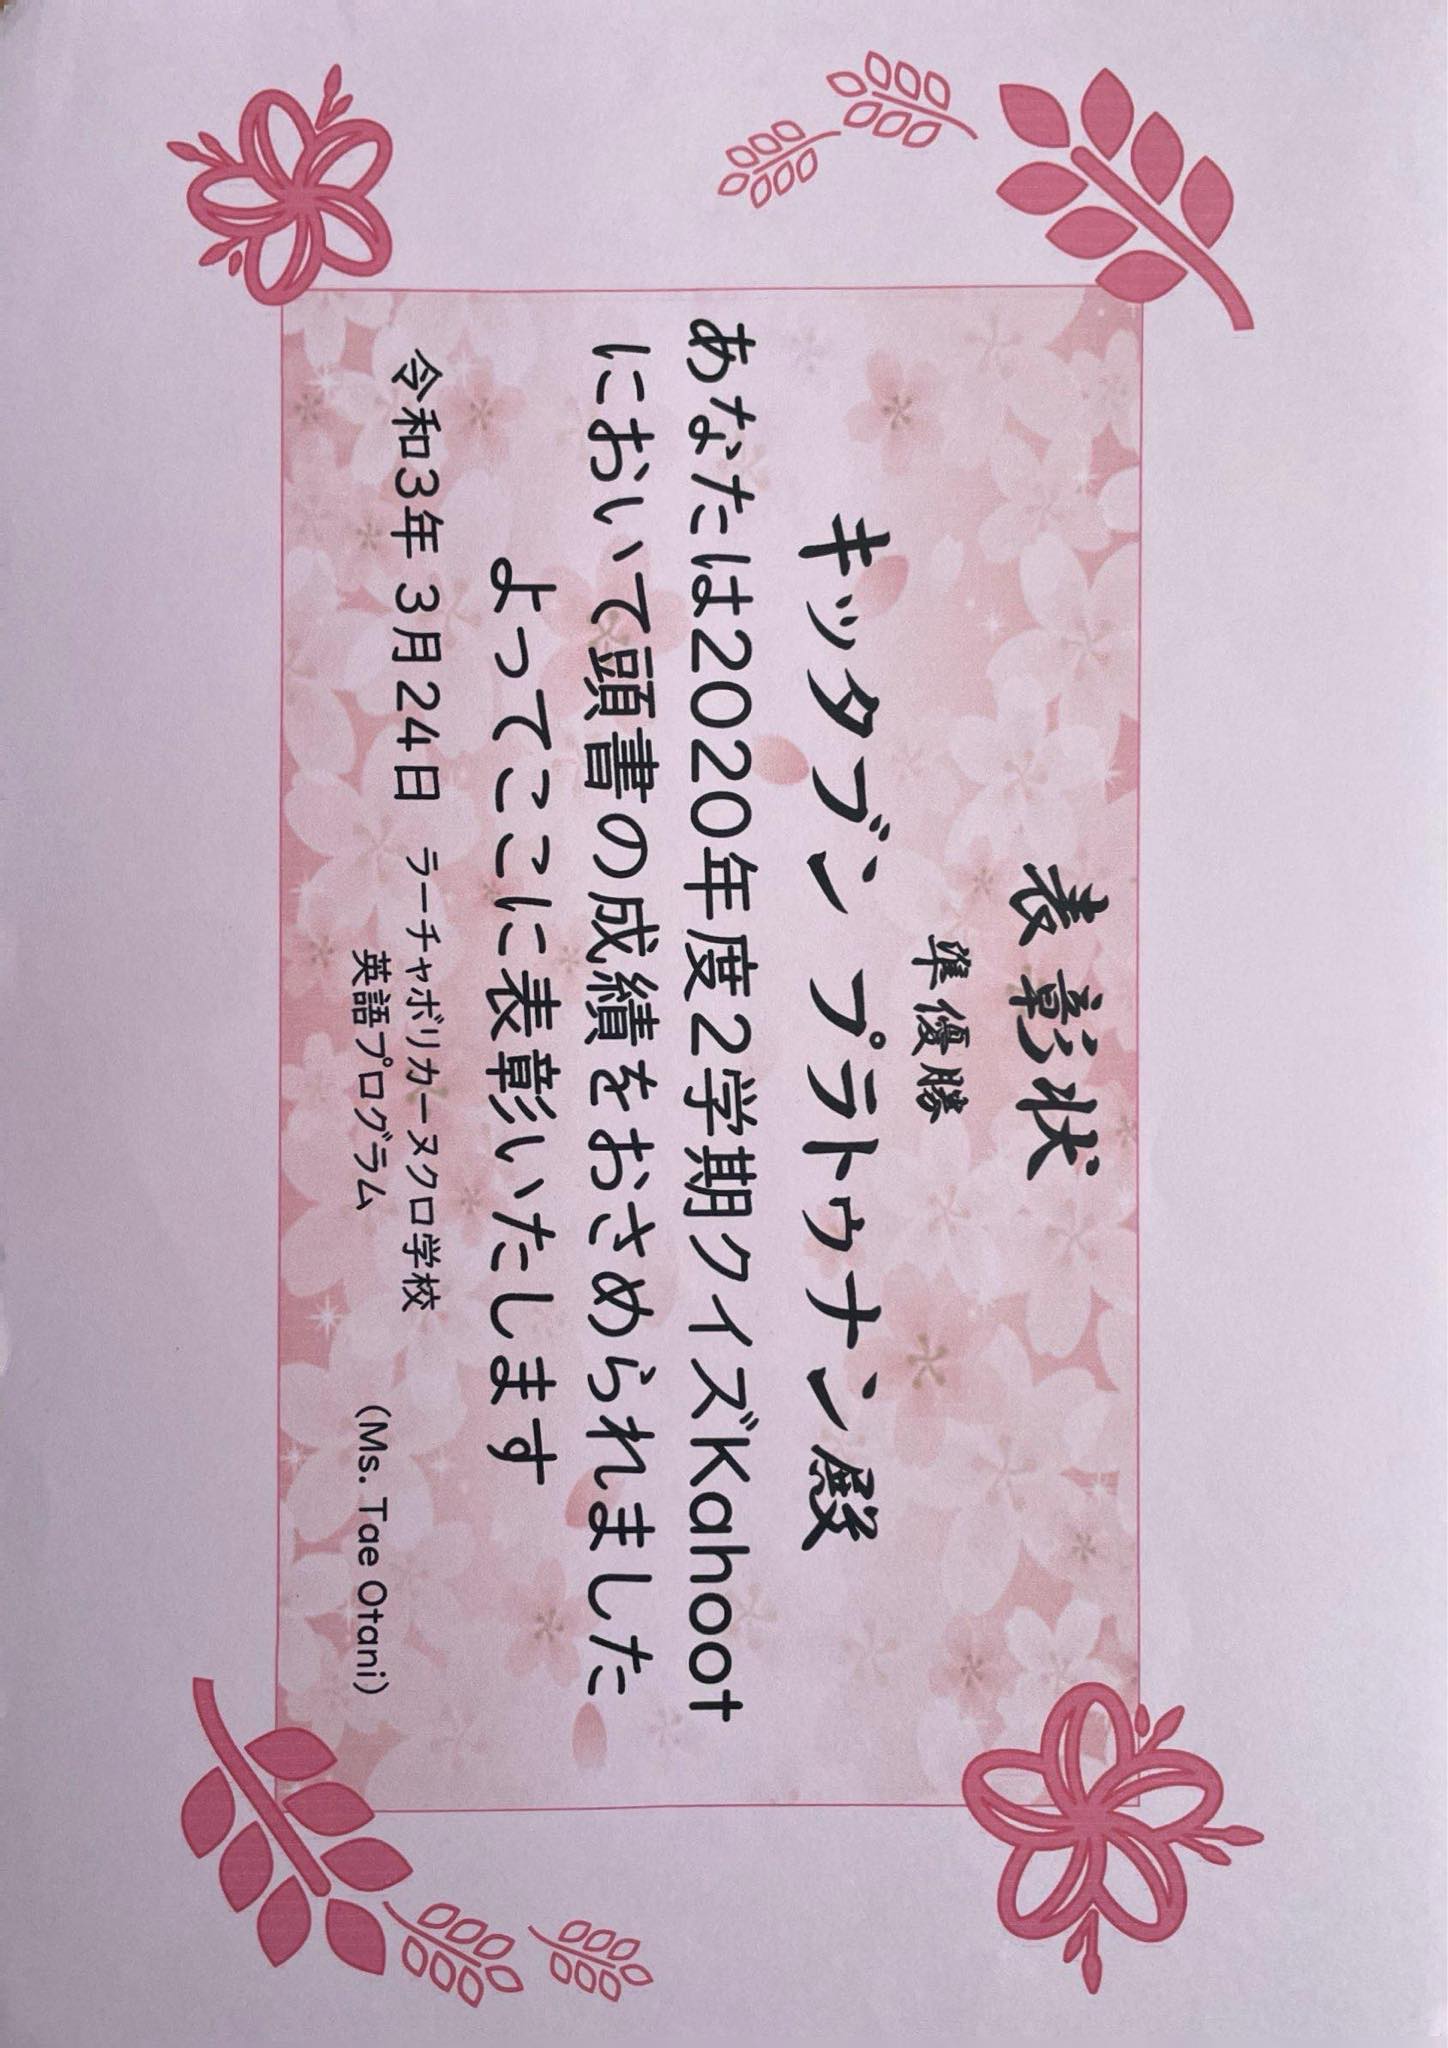 表彰状
準優勝
キッタブン プラトゥナン殿
あなたは2020年度2学期クイズKahoot
において頭書の成績をおさめられました
よってここに表彰いたします
令和3年 3月24日 ラーチャボリカーヌクロ学校
英語プログラム (Ms. Tae Otani)